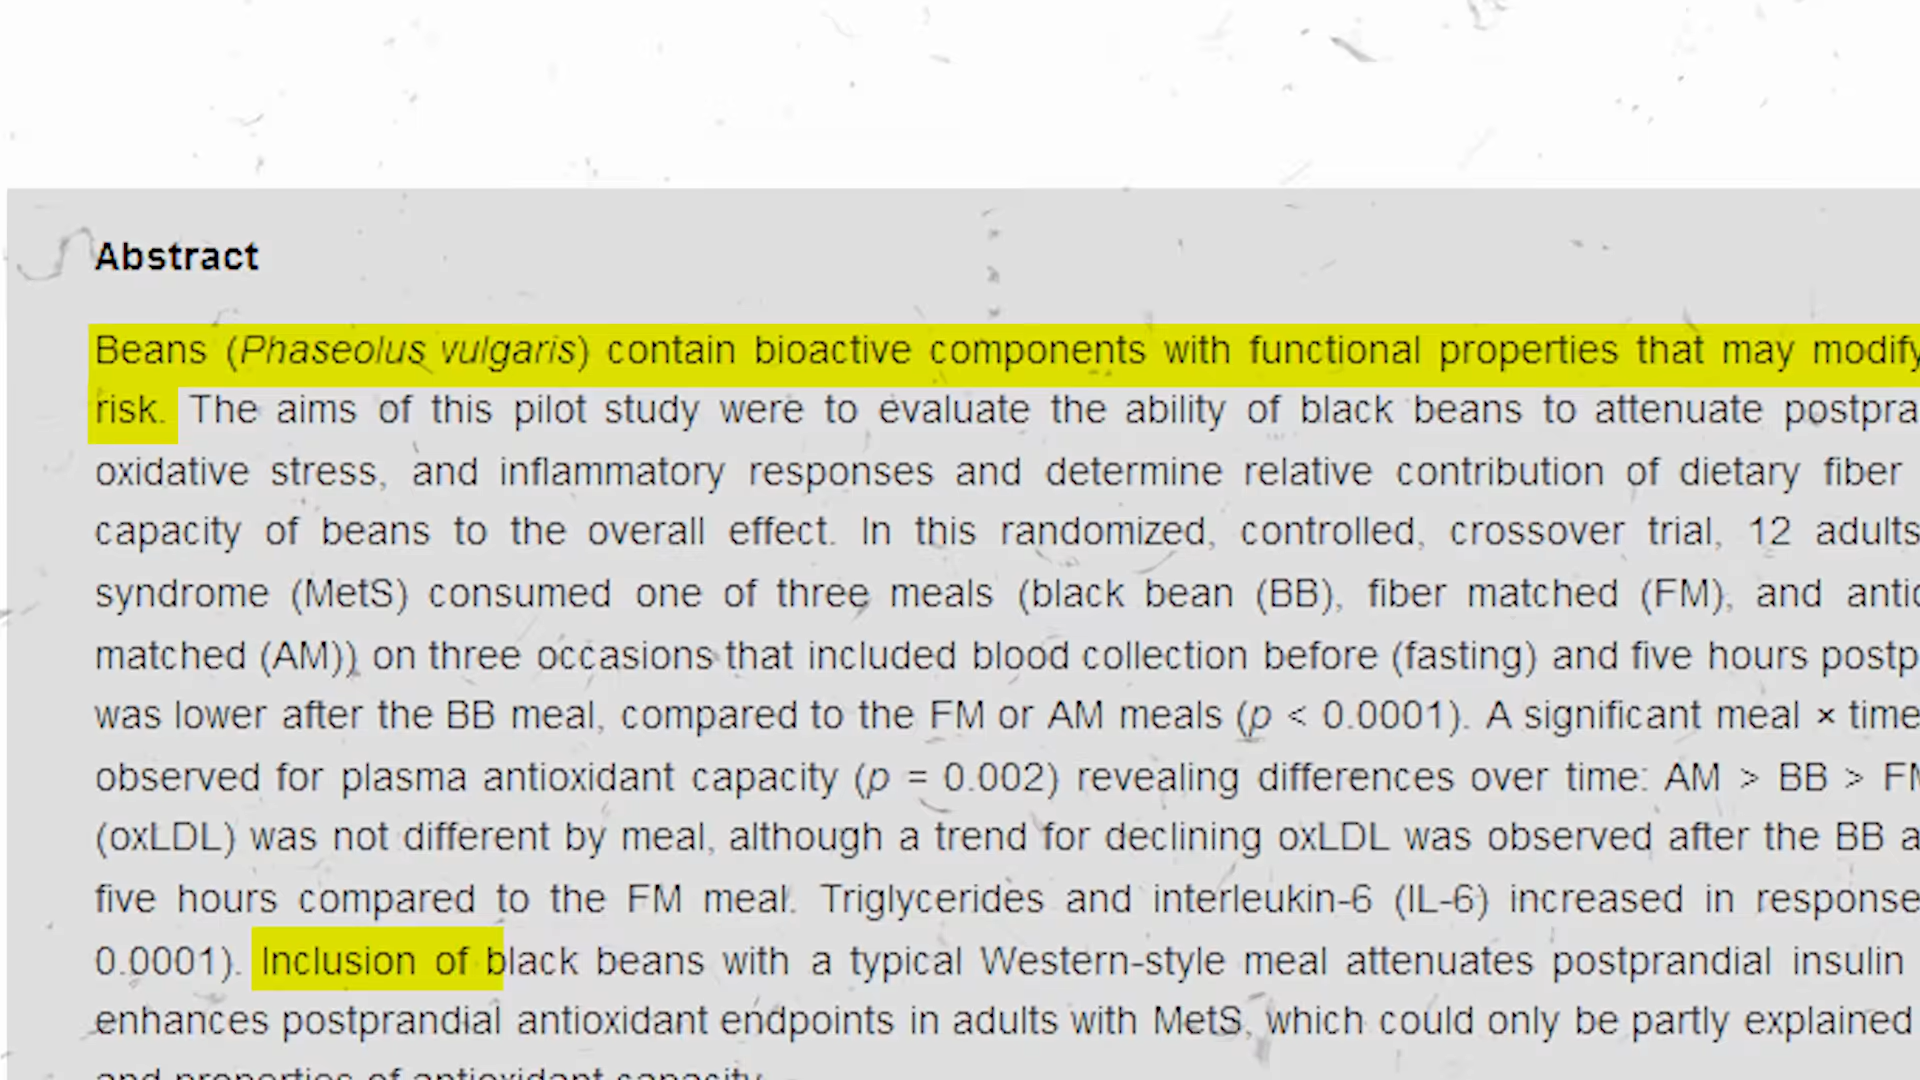 Abstract
Beans (Phaseolus vulgaris) contain bioactive components with functional properties that may modify
risk. The aims of this pilot study were to evaluate the ability of black beans to attenuate postpra
oxidative stress, and inflammatory responses and determine relative contribution of dietary fiber
capacity of beans to the overall effect. In this randomized, controlled, crossover trial, 12 adults
syndrome (MetS) consumed one of three meals (black bean (BB), fiber matched (FM), and antio
matched (AM)) on three occasions that included blood collection before (fasting) and five hours postp
was lower after the BB meal, compared to the FM or AM meals (p < 0.0001). A significant meal × time
observed for plasma antioxidant capacity (p = 0.002) revealing differences over time: AM > BB > FM
(oxLDL) was not different by meal, although a trend for declining oxLDL was observed after the BB a
five hours compared to the FM meal. Triglycerides and interleukin-6 (IL-6) increased in response
0.0001). Inclusion of black beans with a typical Western-style meal attenuates postprandial insulin
enhances postprandial antioxidant endpoints in adults with MetS, which could only be partly explained
and properties of antioxidant capacity.